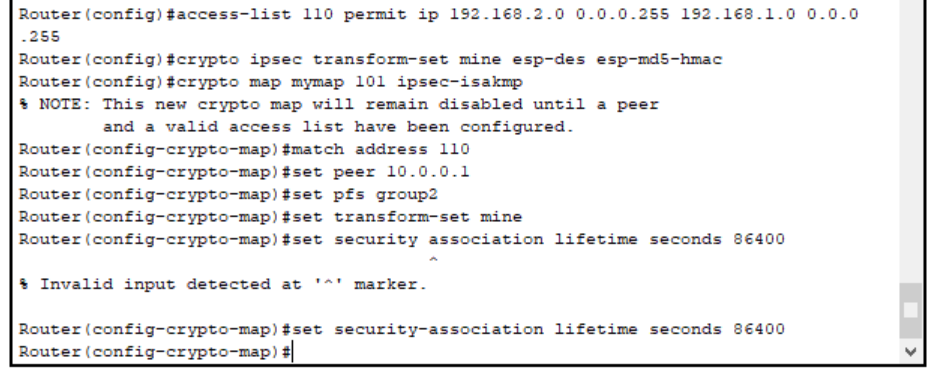 Router(config)#access-list 110 permit ip 192.168.2.0 0.0.0.255 192.168.1.0 0.0.0
.255
Router(config)#crypto ipsec transform-set mine esp-des esp-md5-hmac
Router(config)#crypto map mymap 101 ipsec-isakmp
% NOTE: This new crypto map will remain disabled until a peer
        and a valid access list have been configured.
Router(config-crypto-map)#match address 110
Router(config-crypto-map)#set peer 10.0.0.1
Router(config-crypto-map)#set pfs group2
Router(config-crypto-map)#set transform-set mine
Router(config-crypto-map)#set security association lifetime seconds 86400
                                       ^
% Invalid input detected at '^' marker.
Router(config-crypto-map)#set security-association lifetime seconds 86400
Router(config-crypto-map)#